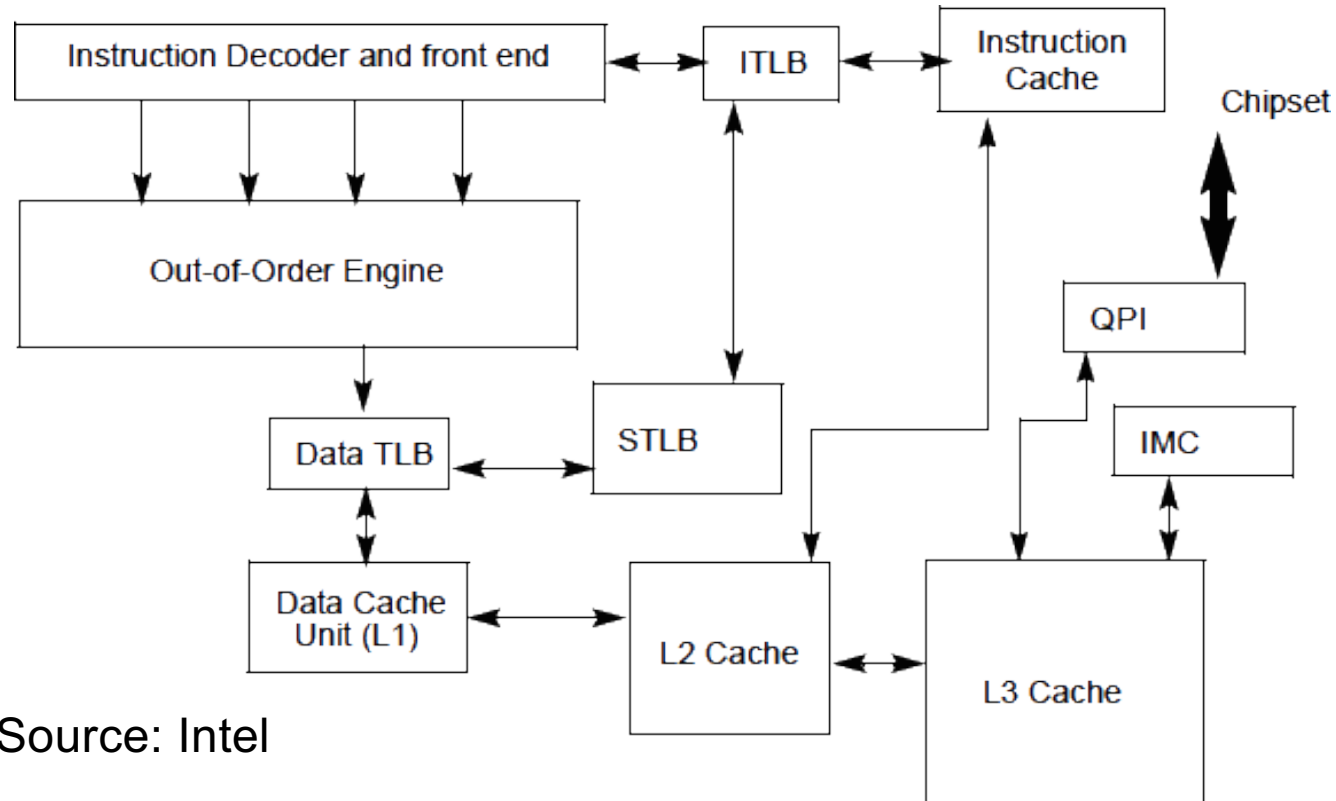 Instruction Decoder and front end
ITLB
Instruction
Cache
Chipset
Out-of-Order Engine
QPI
Data TLB
STLB
IMC
Data Cache
Unit (L1)
L2 Cache
L3 Cache
Source: Intel